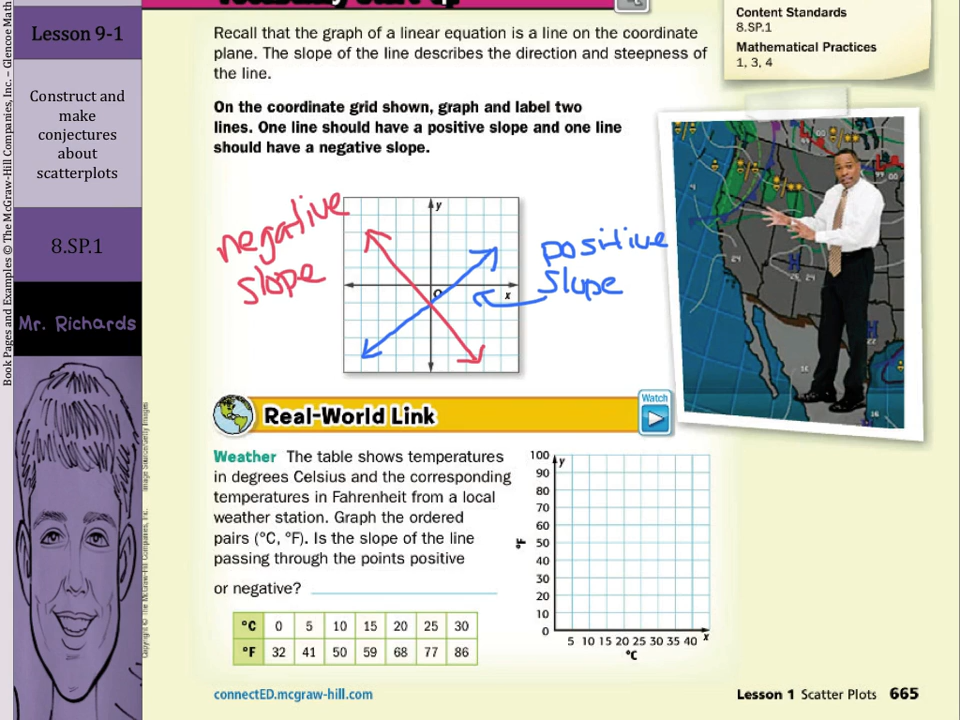 Book Pages and Examples © The McGraw-Hill Companies, Inc. – Glencoe Math
Lesson 9-1
Construct and
make
conjectures
about
scatterplots
8.SP.1
Mr. Richards
Recall that the graph of a linear equation is a line on the coordinate
plane. The slope of the line describes the direction and steepness of
the line.
On the coordinate grid shown, graph and label two
lines. One line should have a positive slope and one line
should have a negative slope.
Content Standards
8.SP.1
Mathematical Practices
1, 3, 4
negative
slope
y
O
x
positive
slope
Real-World Link
Watch
Weather The table shows temperatures
in degrees Celsius and the corresponding
temperatures in Fahrenheit from a local
weather station. Graph the ordered
pairs (°C, °F). Is the slope of the line
passing through the points positive
or negative?
°C 0 5 10 15 20 25 30
°F 32 41 50 59 68 77 86
100 y
90
80
70
60
50
40
30
20
10
0
°F
5 10 15 20 25 30 35 40 x
°C
connectED.mcgraw-hill.com
Lesson 1 Scatter Plots 665